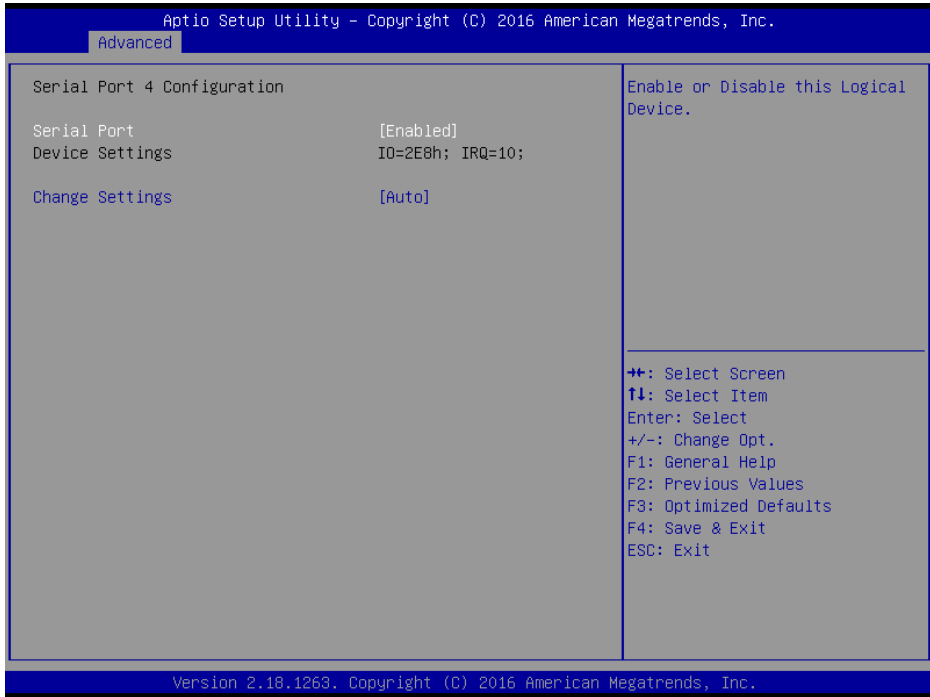 Aptio Setup Utility – Copyright (C) 2016 American Megatrends, Inc.
Advanced
Serial Port 4 Configuration
Serial Port [Enabled]
Device Settings IO=2E8h; IRQ=10;
Change Settings [Auto]
Enable or Disable this Logical
Device.
→←: Select Screen
↑↓: Select Item
Enter: Select
+/-: Change Opt.
F1: General Help
F2: Previous Values
F3: Optimized Defaults
F4: Save & Exit
ESC: Exit
Version 2.18.1263. Copyright (C) 2016 American Megatrends, Inc.